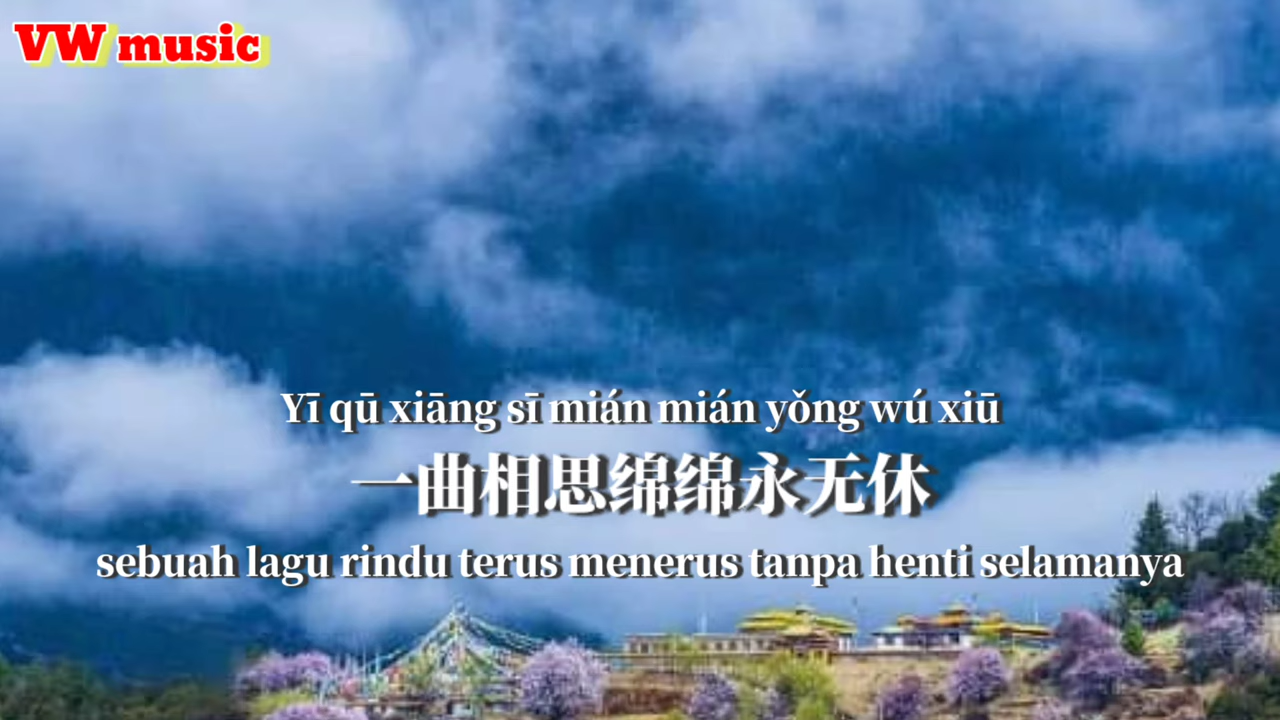 VW music
Yī qū xiāng sī mián mián yǒng wú xiū
一曲相思绵绵永无休
sebuah lagu rindu terus menerus tanpa henti selamanya